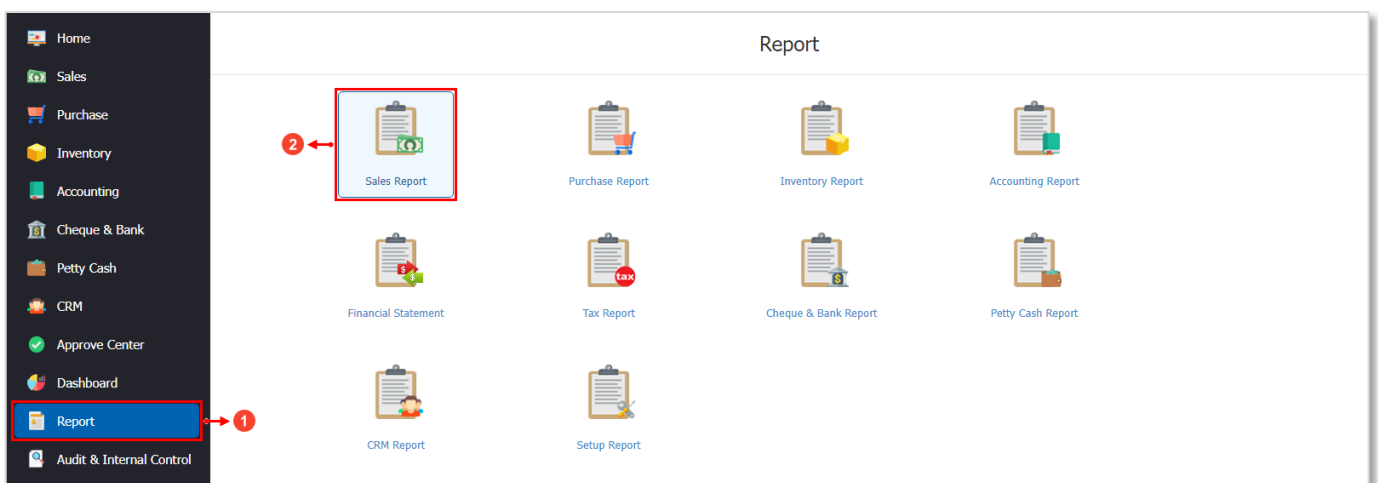 Home
Sales
Purchase
Inventory
Accounting
Cheque & Bank
Petty Cash
CRM
Approve Center
Dashboard
Report
1
Audit & Internal Control
Report
2
Sales Report
Purchase Report
Inventory Report
Accounting Report
Financial Statement
tax
Tax Report
Cheque & Bank Report
Petty Cash Report
CRM Report
Setup Report